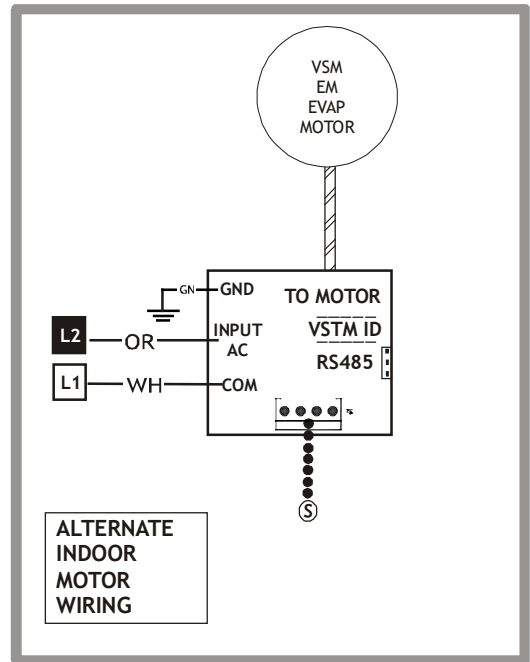 VSM
EM
EVAP
MOTOR
GN
GND
TO MOTOR
L2
OR
INPUT
AC
VSTM ID
RS485
L1
WH
COM
S
ALTERNATE
INDOOR
MOTOR
WIRING